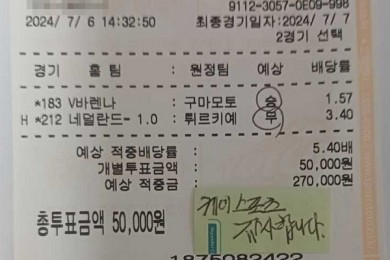 9112-3057-0E09-998
2024/ 7/ 6 14:32:50 최종경기일자:2024/ 7/ 7
2경기 선택
경기 홈 팀 : 원정팀 예상 배당률
*183 V바렌나 : 구마모토 승 1.57
H *212 네덜란드- 1.0 : 튀르키예 무 3.40
예상 적중배당률 : 5.40배
개별투표금액 : 50,000원
예상 적중금 : 270,000원
총투표금액 50,000원
케이스포츠
감사합니다.